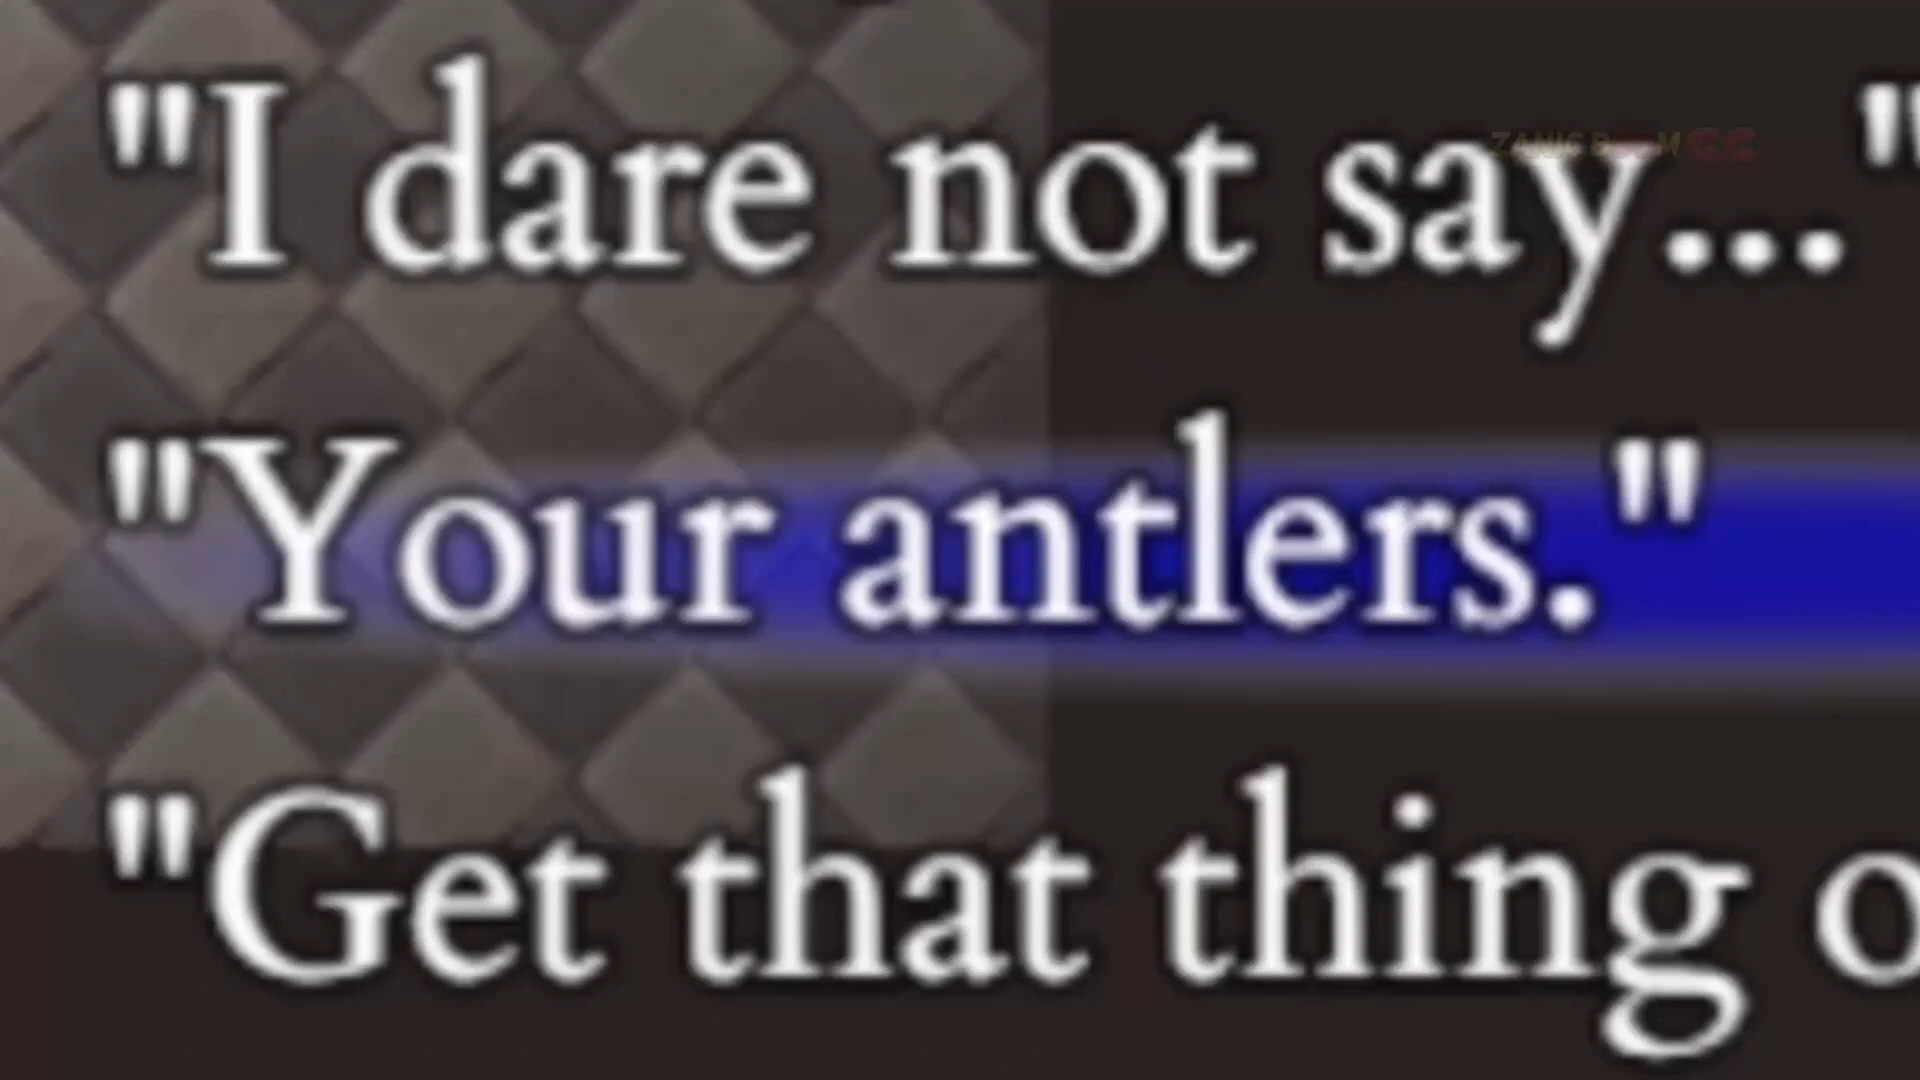 "I dare not say... "
"Your antlers."
"Get that thing o